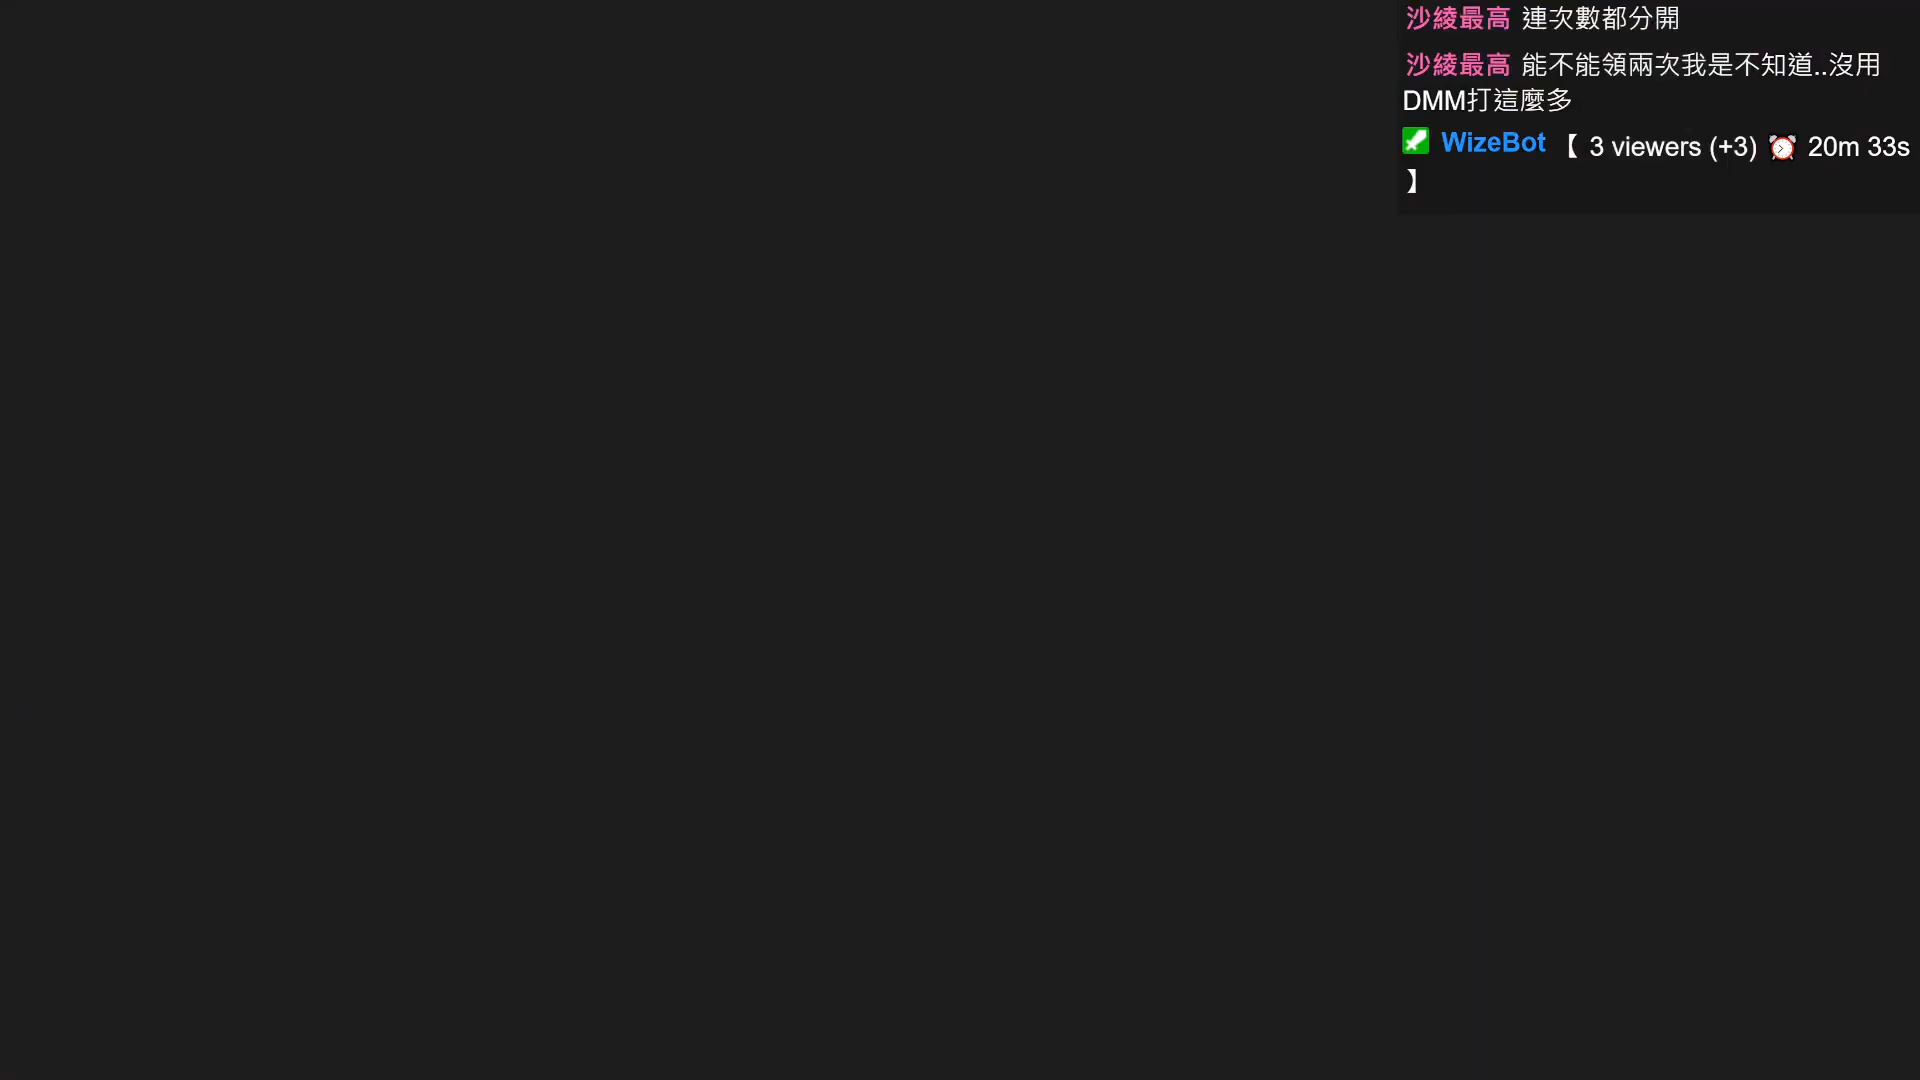 沙綾最高 連次數都分開
沙綾最高 能不能領兩次我是不知道..沒用
DMM打這麼多
WizeBot 【 3 viewers (+3) ⏰ 20m 33s
】